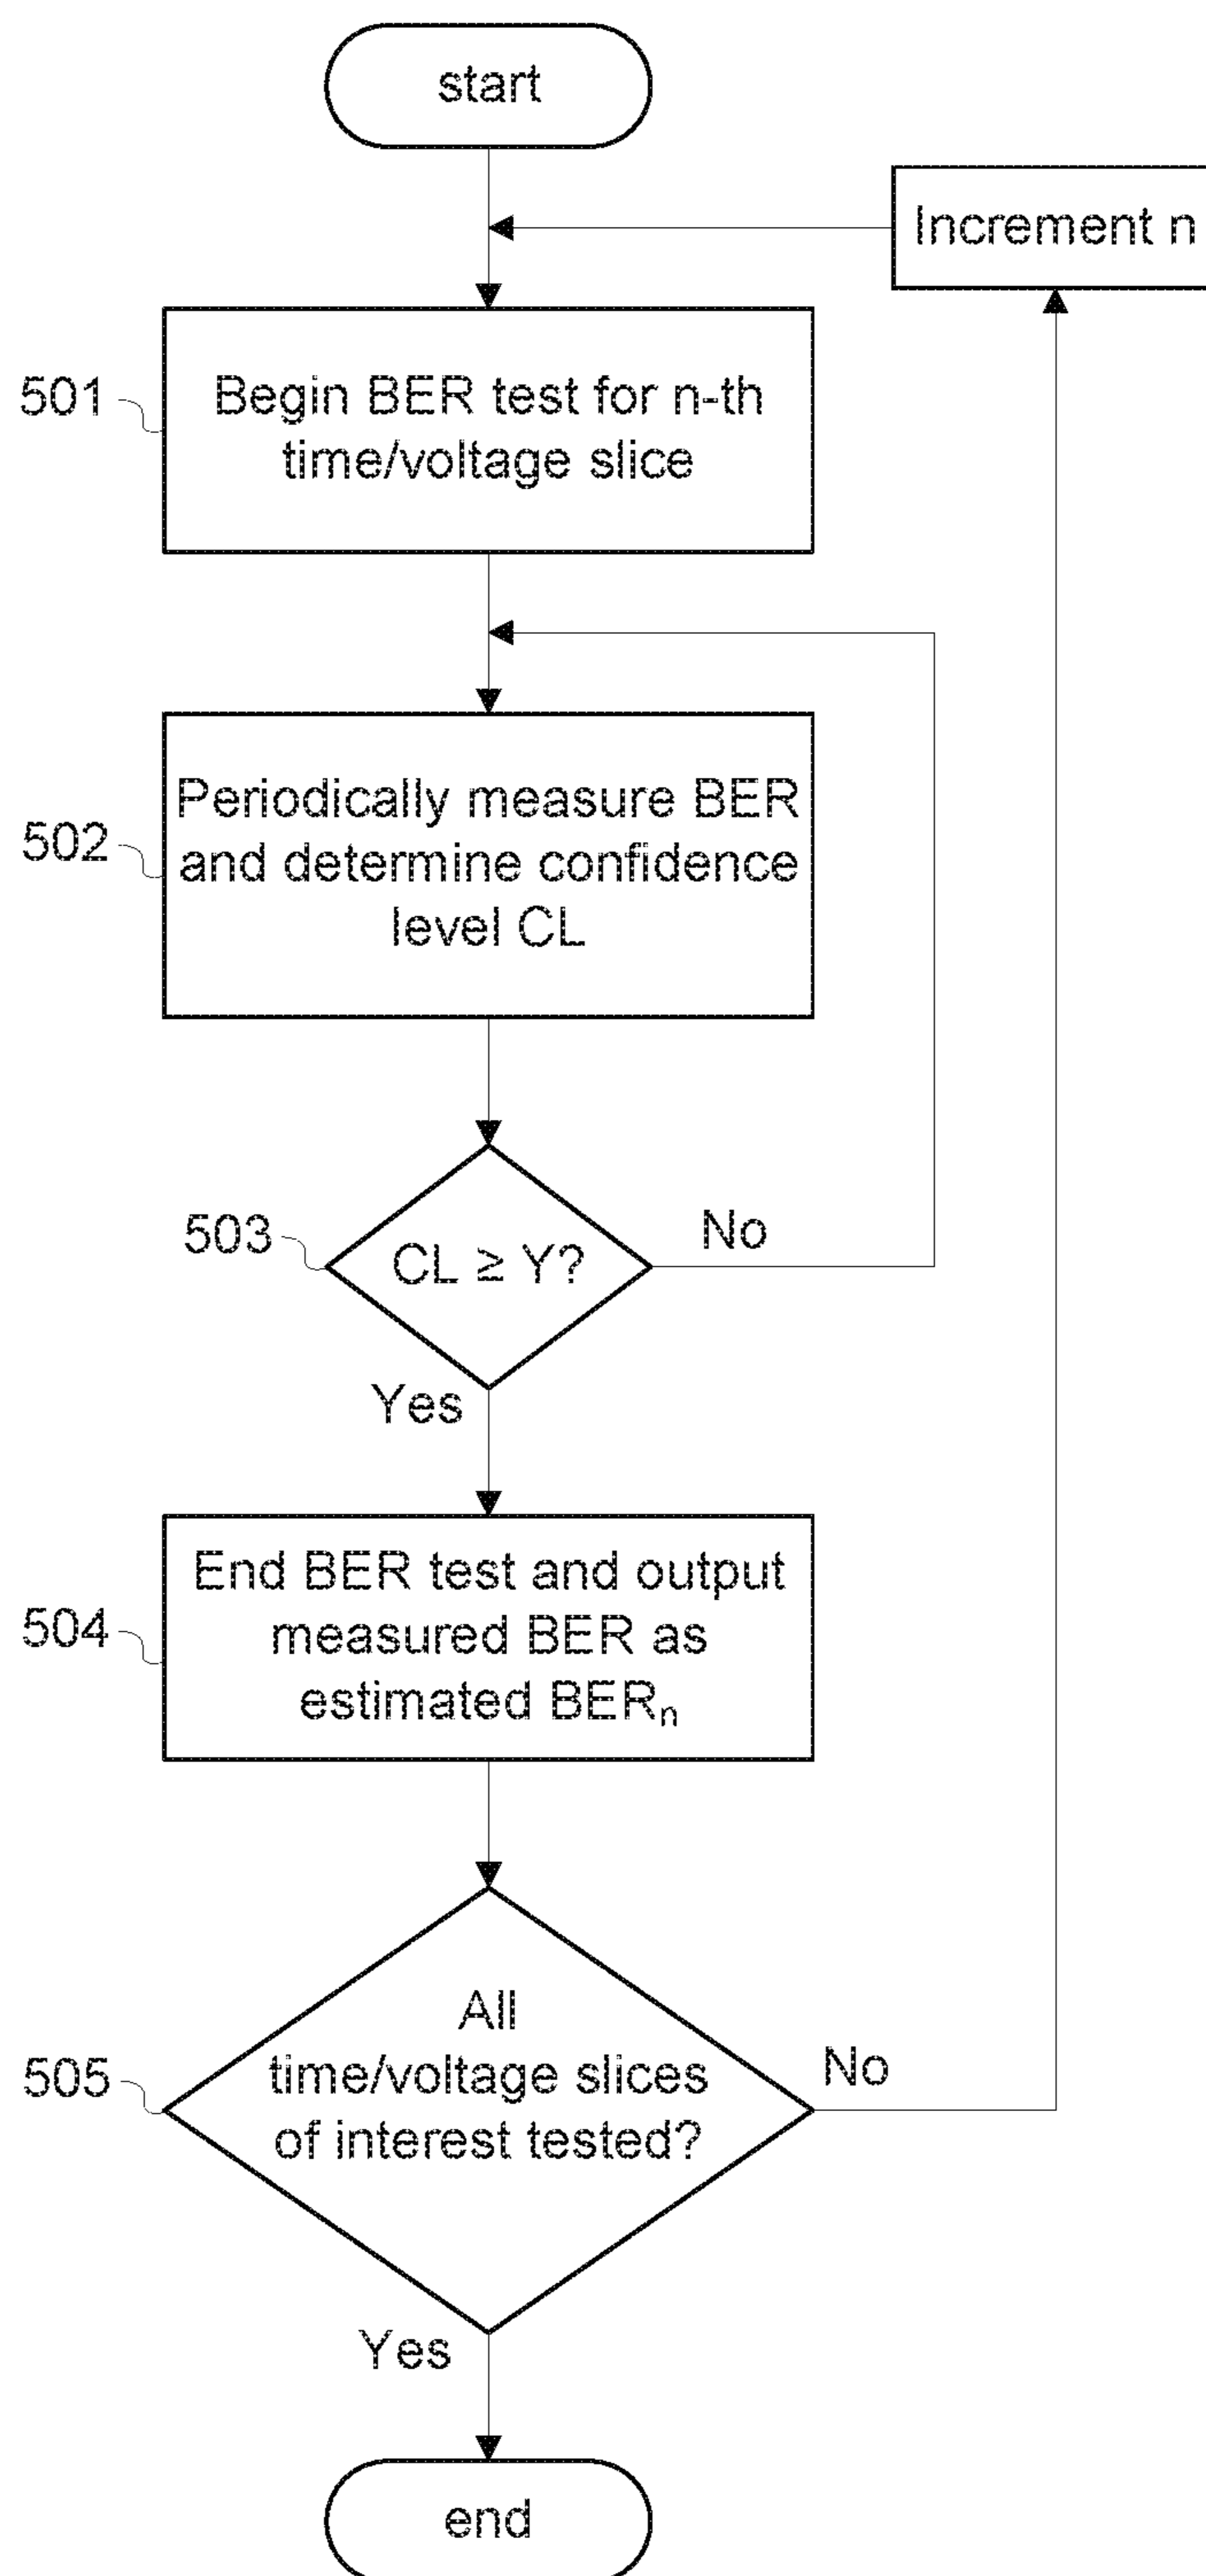 start
Increment n
501
Begin BER test for n-th
time/voltage slice
502
Periodically measure BER
and determine confidence
level CL
503
CL ≥ Y?
No
Yes
504
End BER test and output
measured BER as
estimated BERₙ
505
All
time/voltage slices
of interest tested?
No
Yes
end